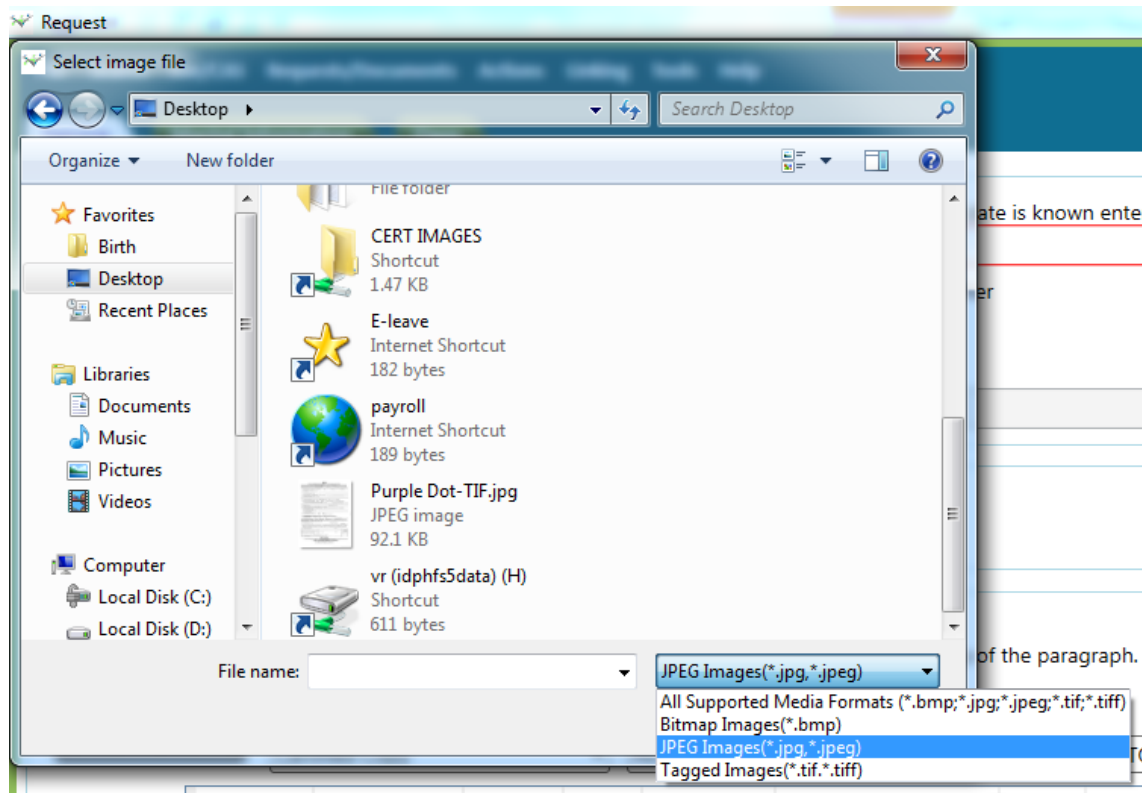 Request
Select image file
Desktop
Search Desktop
Organize
New folder
Favorites
Birth
Desktop
Recent Places
Libraries
Documents
Music
Pictures
Videos
Computer
Local Disk (C:)
Local Disk (D:)
File folder
CERT IMAGES
Shortcut
1.47 KB
E-leave
Internet Shortcut
182 bytes
payroll
Internet Shortcut
189 bytes
Purple Dot-TIF.jpg
JPEG image
92.1 KB
vr (idphfs5data) (H)
Shortcut
611 bytes
ate is known ente
er
of the paragraph.
File name:
JPEG Images(*.jpg,*.jpeg)
All Supported Media Formats (*.bmp;*.jpg;*.jpeg;*.tif;*.tiff)
Bitmap Images(*.bmp)
JPEG Images(*.jpg,*.jpeg)
Tagged Images(*.tif.*.tiff)